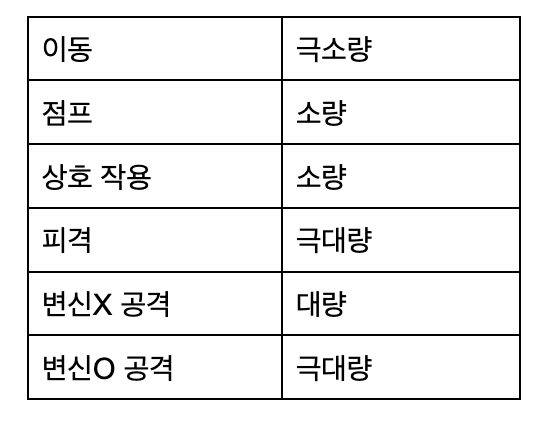 이동 극소량
점프 소량
상호 작용 소량
피격 극대량
변신X 공격 대량
변신O 공격 극대량